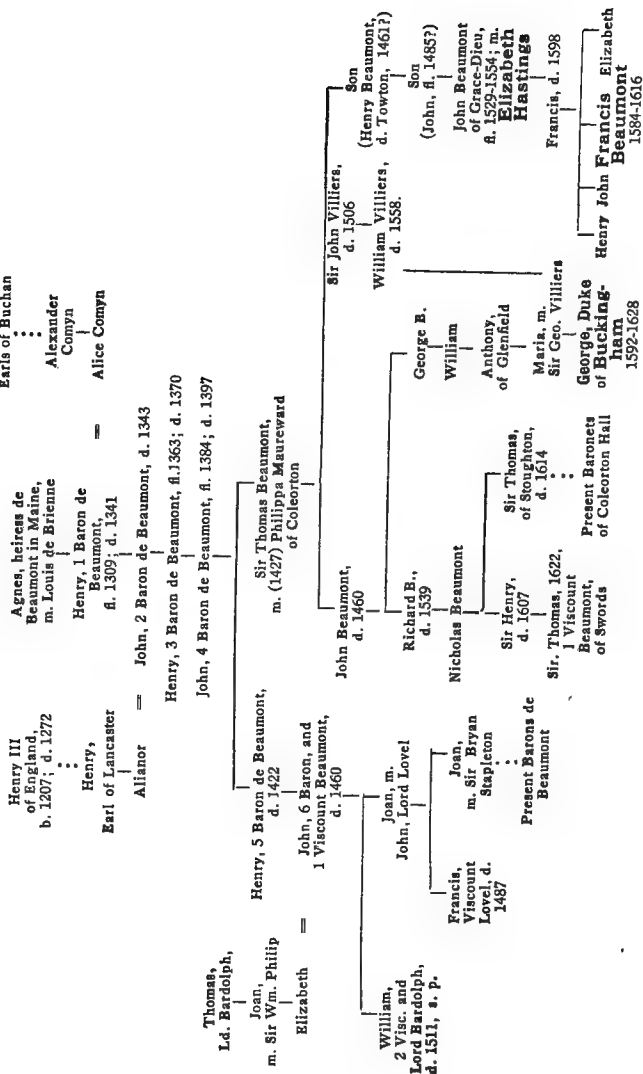 Henry III
of England,
b. 1207; d. 1272
Henry,
Earl of Lancaster
Alianor
Agnes, heiress de
Beaumont in Maine,
m. Louis de Brienne
Henry, 1 Baron de
Beaumont,
fl. 1309; d. 1341
Earls of Buchan
Alexander
Comyn
Alice Comyn
John, 2 Baron de Beaumont, d. 1343
Henry, 3 Baron de Beaumont, fl.1363; d. 1370
John, 4 Baron de Beaumont, fl. 1384; d. 1397
Thomas,
Ld. Bardolph,
Joan,
m. Sir Wm. Philip
Elizabeth
Henry, 5 Baron de Beaumont,
d. 1422
John, 6 Baron, and
1 Viscount Beaumont,
d. 1460
William,
2 Visc. and
Lord Bardolph,
d. 1511, s. p.
Joan, m.
John, Lord Lovel
Francis,
Viscount
Lovel, d.
1487
Joan,
m. Sir Bryan
Stapleton
Present Barons de
Beaumont
Sir Thomas Beaumont,
m. (1427) Philippa Maureward
of Coleorton
John Beaumont,
d. 1460
Richard B.,
d. 1539
Nicholas Beaumont
Sir Henry,
d. 1607
Sir. Thomas, 1622,
1 Viscount
Beaumont,
of Swords
Sir Thomas,
of Stoughton,
d. 1614
Present Baronets
of Coleorton Hall
George B.
William
Anthony,
of Glenfield
Maria, m.
Sir Geo. Villiers
George, Duke
of Bucking-
ham
1592-1628
Sir John Villiers,
d. 1506
William Villiers,
d. 1558.
Son
(Henry Beaumont,
d. Towton, 1461?)
Son
(John, fl. 1485?)
John Beaumont
of Grace-Dieu,
fl. 1529-1554; m.
Elizabeth
Hastings
Francis, d. 1598
Henry John Francis Elizabeth
Beaumont
1584-1616